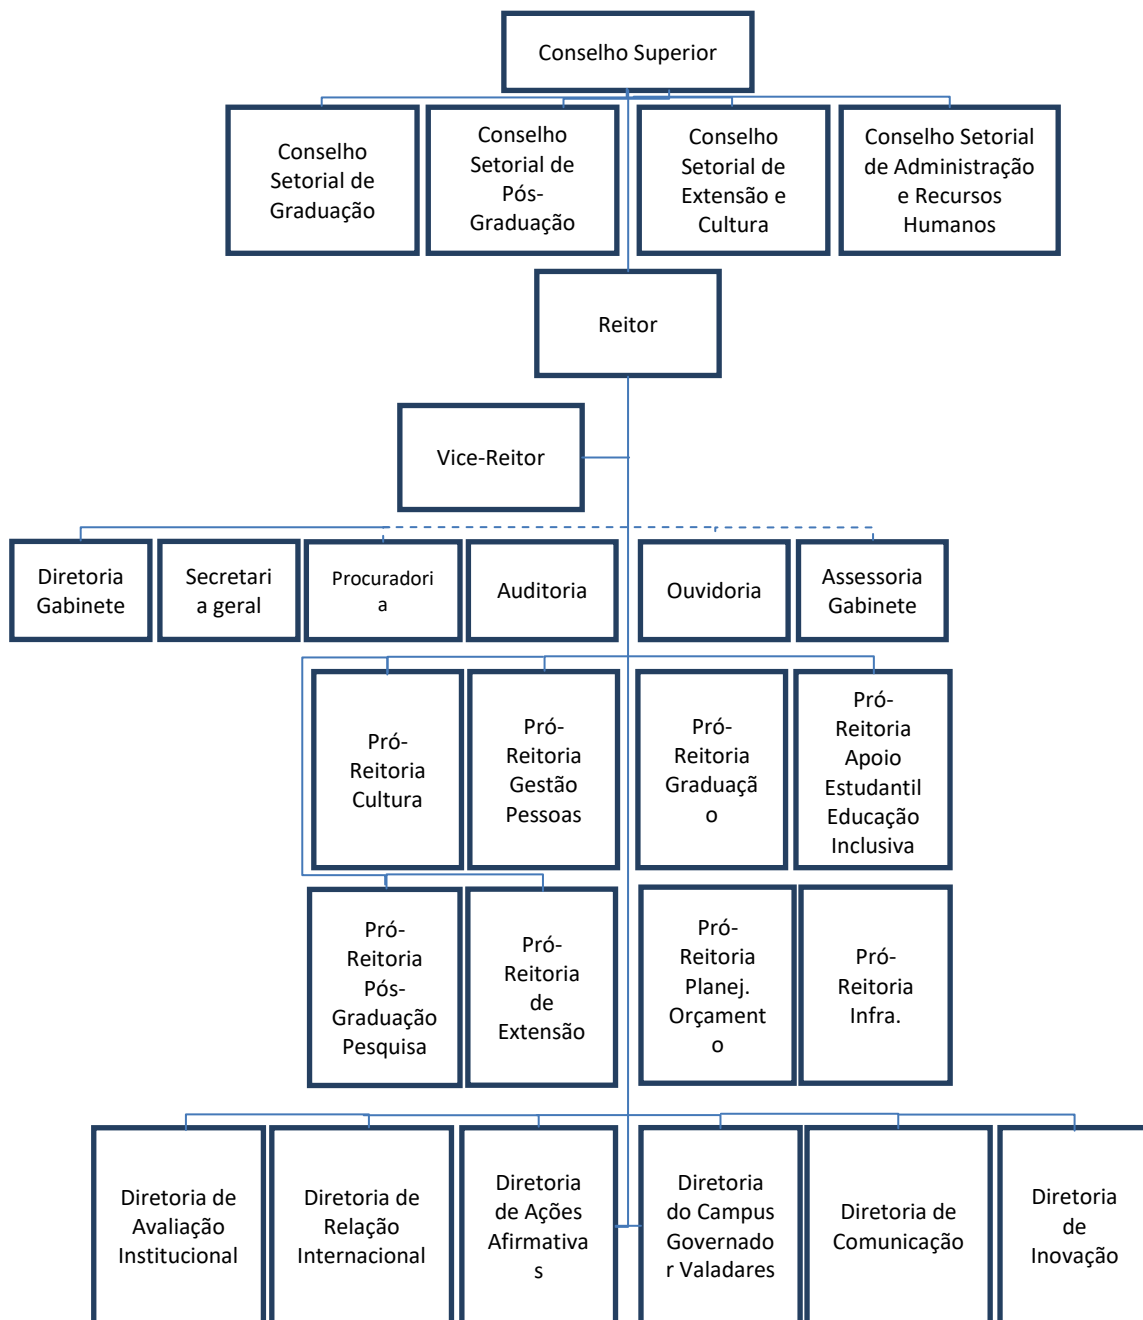 Conselho Superior
Conselho
Setorial de
Graduação
Conselho
Setorial de
Pós-
Graduação
Conselho
Setorial de
Extensão e
Cultura
Conselho Setorial
de Administração
e Recursos
Humanos
Reitor
Vice-Reitor
Diretoria
Gabinete
Secretari
a geral
Procuradori
a
Auditoria
Ouvidoria
Assessoria
Gabinete
Pró-
Reitoria
Cultura
Pró-
Reitoria
Gestão
Pessoas
Pró-
Reitoria
Graduaçã
o
Pró-
Reitoria
Apoio
Estudantil
Educação
Inclusiva
Pró-
Reitoria
Pós-
Graduação
Pesquisa
Pró-
Reitoria
de
Extensão
Pró-
Reitoria
Planej.
Orçament
o
Pró-
Reitoria
Infra.
Diretoria de
Avaliação
Institucional
Diretoria de
Relação
Internacional
Diretoria
de Ações
Afirmativa
s
Diretoria
do Campus
Governado
r Valadares
Diretoria de
Comunicação
Diretoria
de
Inovação